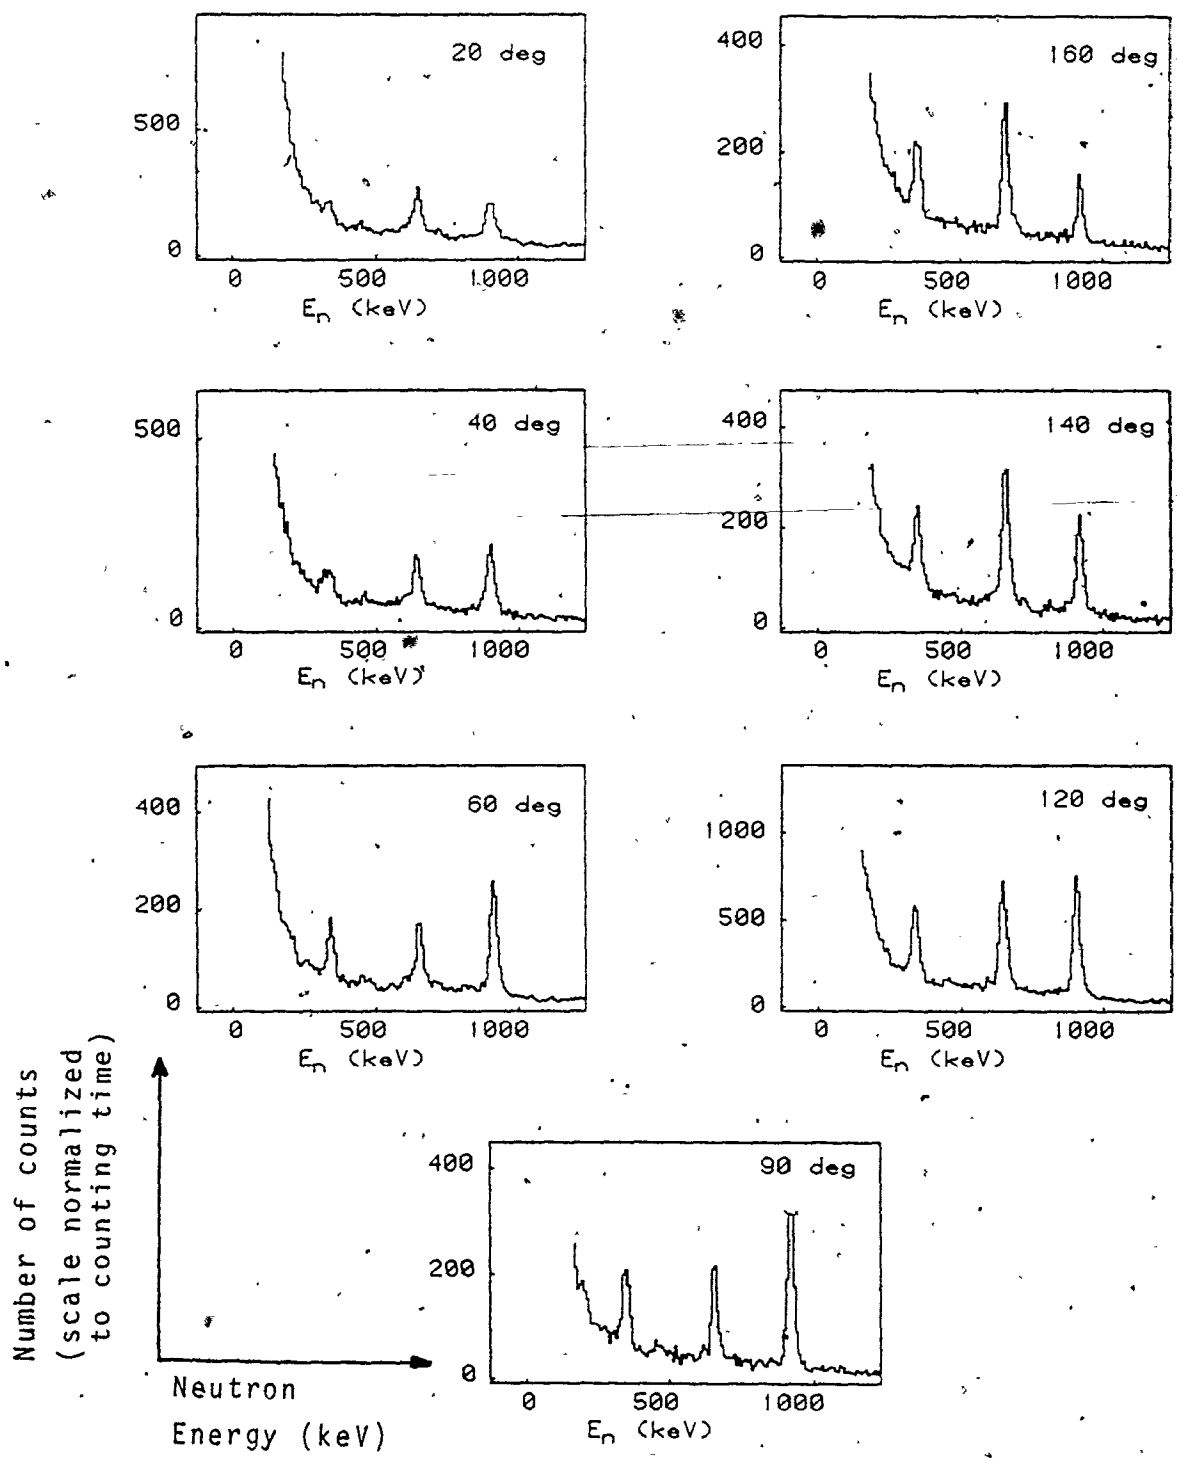 20 deg
500
0
0 500 1000
En (keV)
160 deg
400
200
0
0 500 1000
En (keV)
40 deg
500
0
0 500 1000
En (keV)
140 deg
400
200
0
0 500 1000
En (keV)
60 deg
400
200
0
0 500 1000
En (keV)
120 deg
1000
500
0
0 500 1000
En (keV)
90 deg
400
200
0
0 500 1000
En (keV)
Number of counts
(scale normalized
to counting time)
Neutron
Energy (keV)